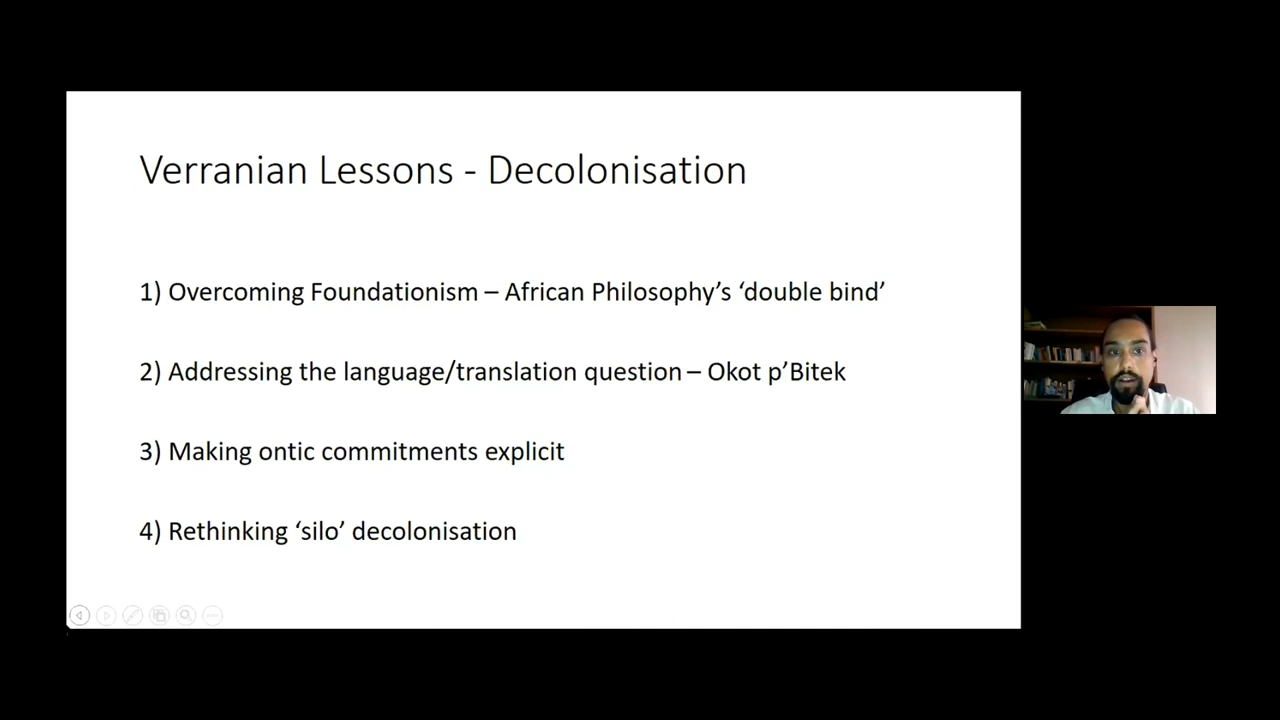 Verranian Lessons - Decolonisation
1) Overcoming Foundationism – African Philosophy’s ‘double bind’
2) Addressing the language/translation question – Okot p’Bitek
3) Making ontic commitments explicit
4) Rethinking ‘silo’ decolonisation